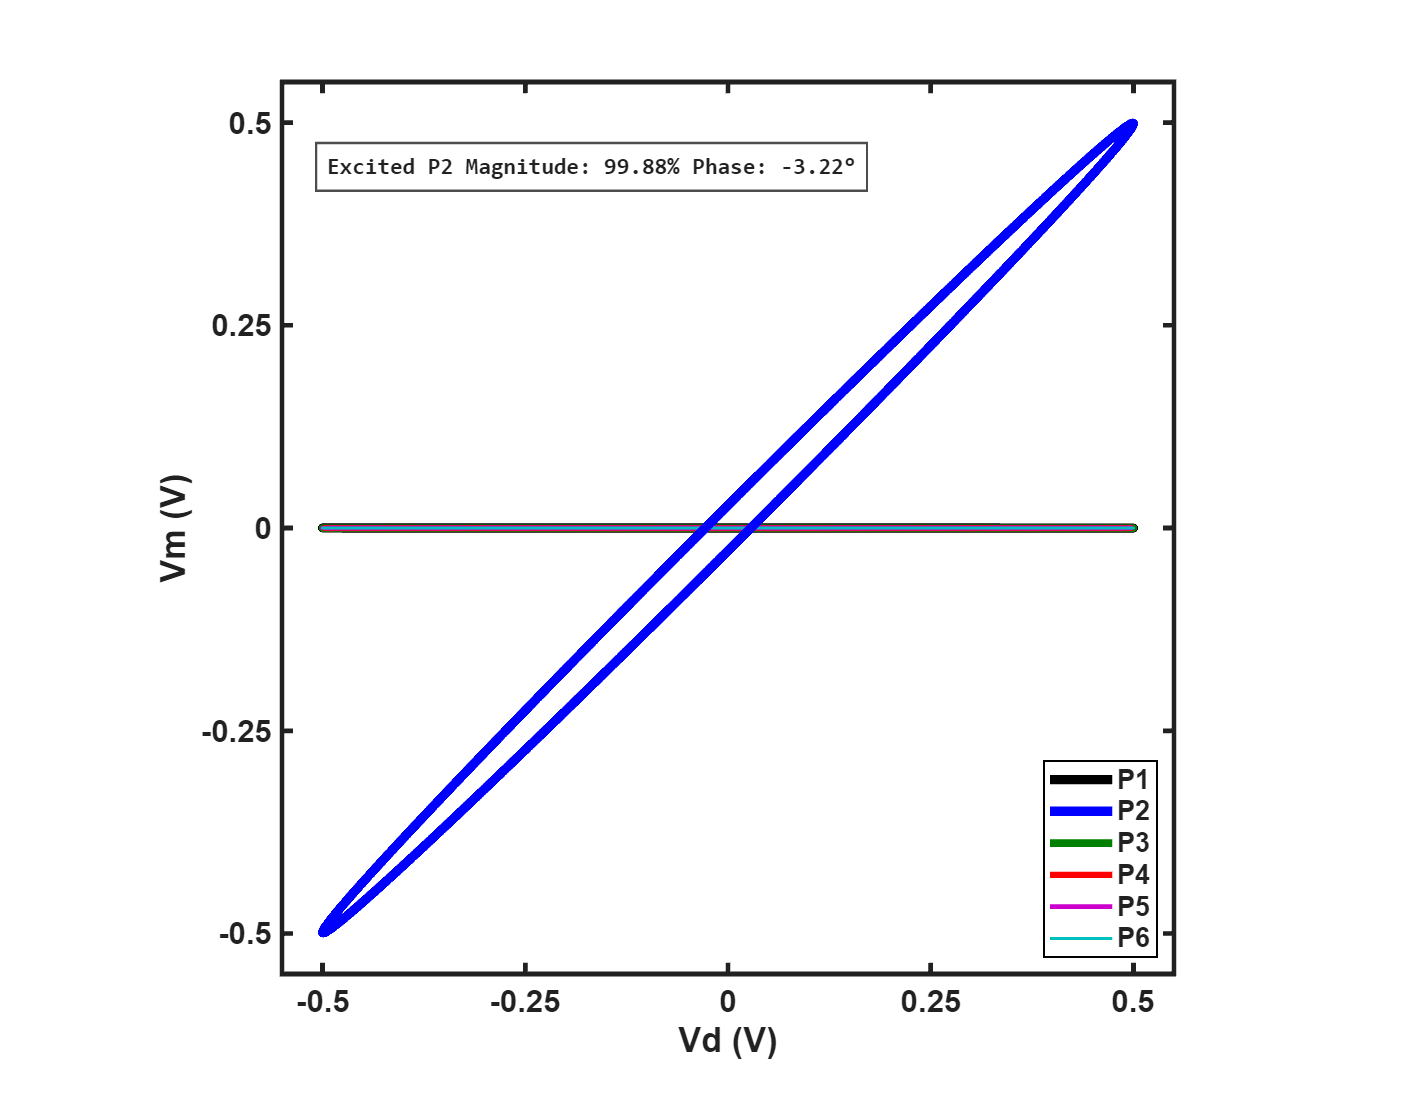 0.5
Excited P2 Magnitude: 99.88% Phase: -3.22°
0.25
0
Vm (V)
-0.25
-0.5
P1
P2
P3
P4
P5
P6
-0.5 -0.25 0 0.25 0.5
Vd (V)